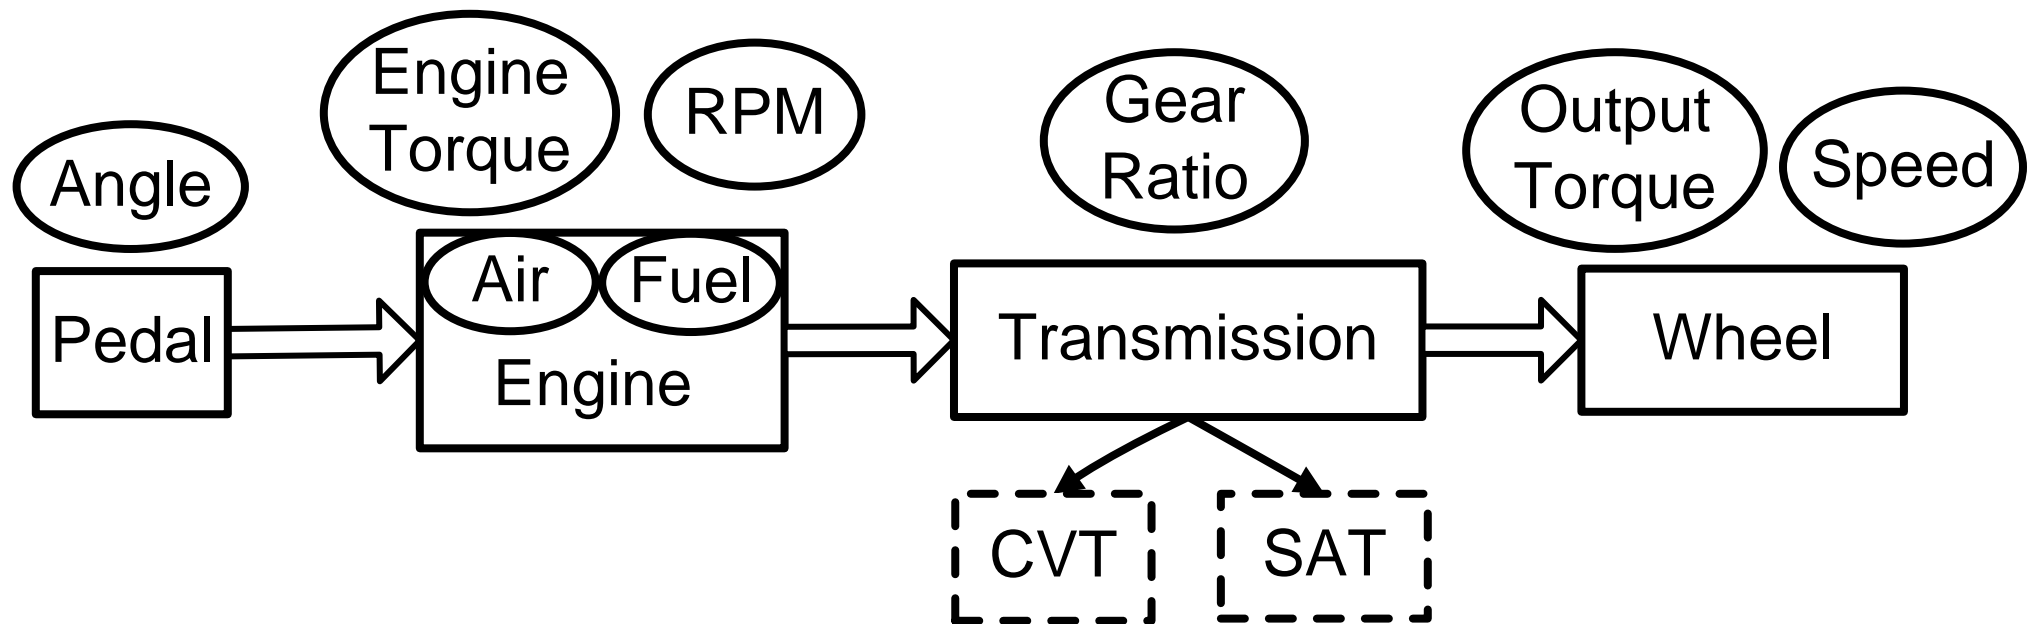 Angle
Engine
Torque
RPM
Gear
Ratio
Output
Torque
Speed
Pedal
Air
Fuel
Engine
Transmission
Wheel
CVT
SAT